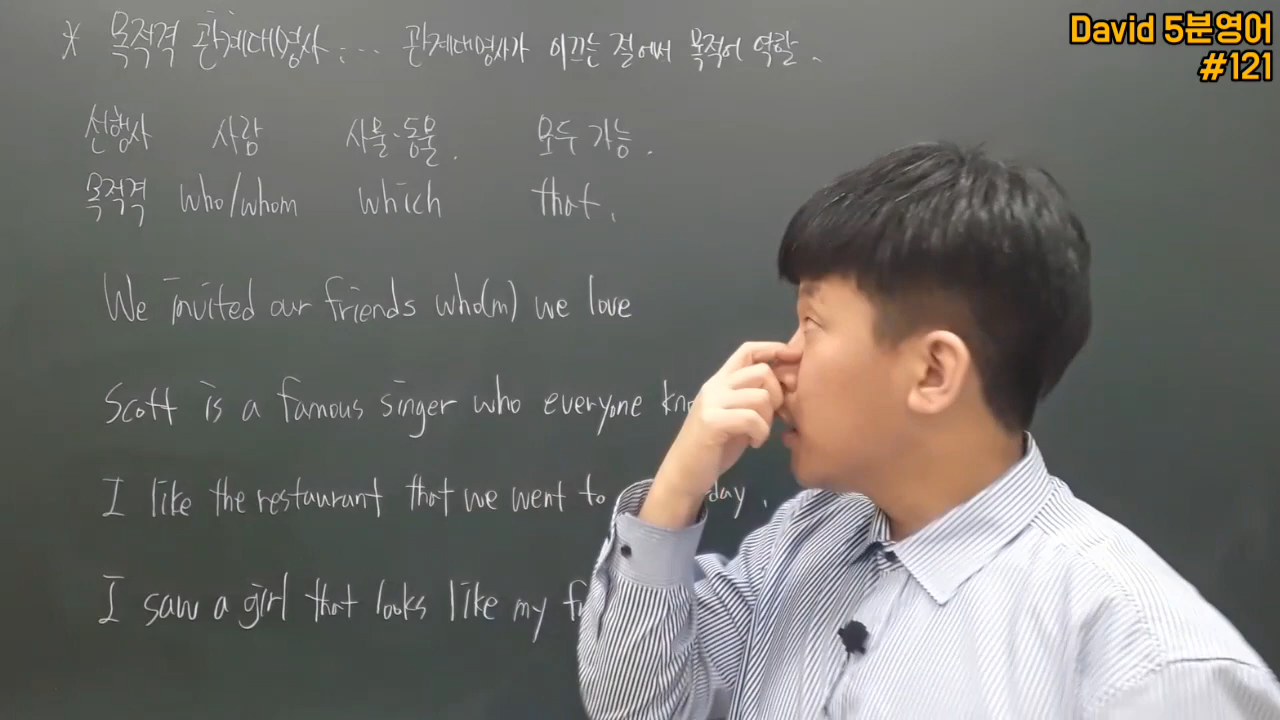 David 5분영어
#121
* 목적격 관계대명사 : ... 관계대명사가 이끄는 절에서 목적어 역할.
선행사 사람 사물·동물. 모두 가능.
목적격 who/whom which that.
We invited our friends who(m) we love
Scott is a famous singer who everyone
I like the restaurant that we went to
I saw a girl that looks like my